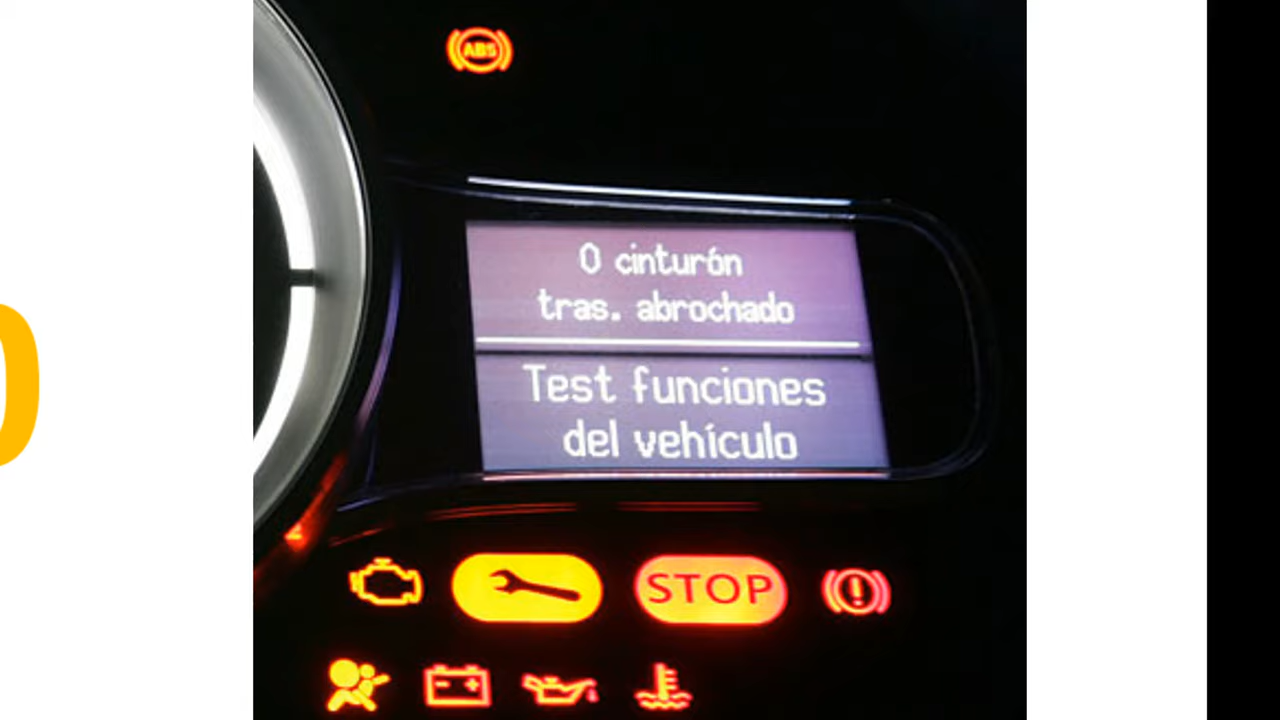 ABS
0 cinturón
tras. abrochado
Test funciones
del vehículo
STOP